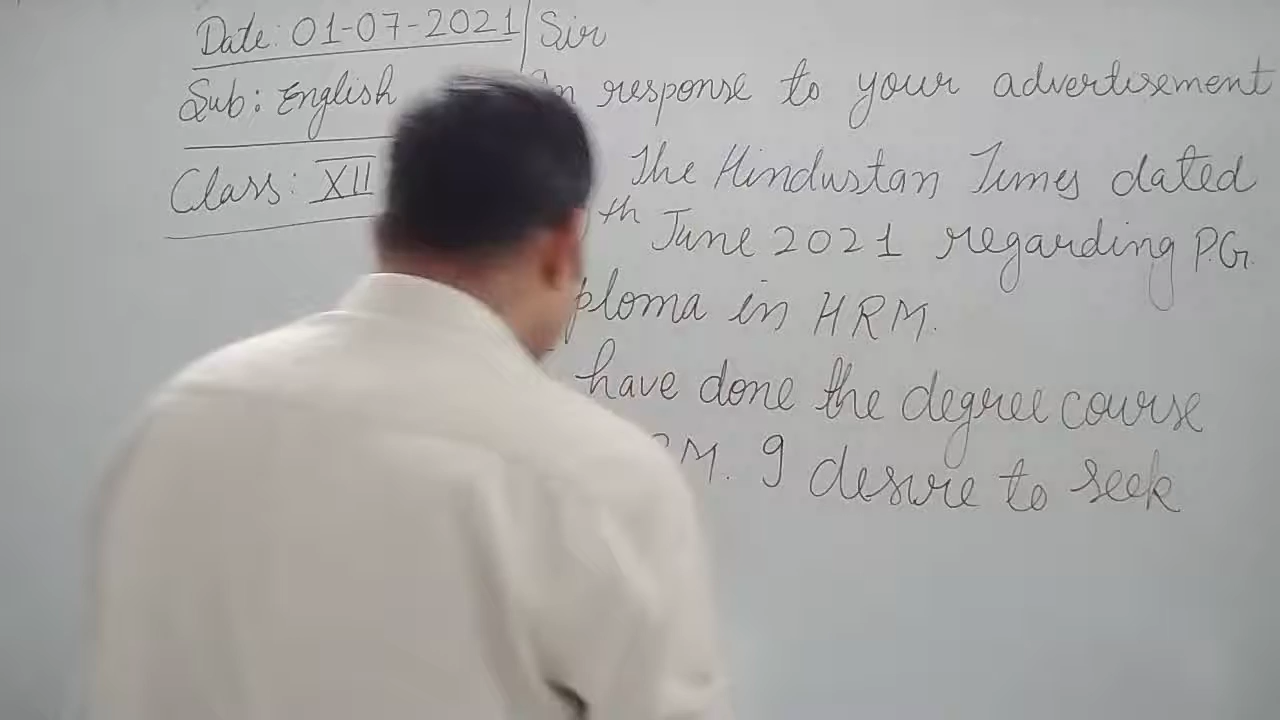 Date: 01-07-2021
Sub: English
Class: XII
Sir
In response to your advertisement
The Hindustan Times dated
th June 2021 regarding P.G.
ploma in HRM.
have done the degree course
RM. I desire to seek